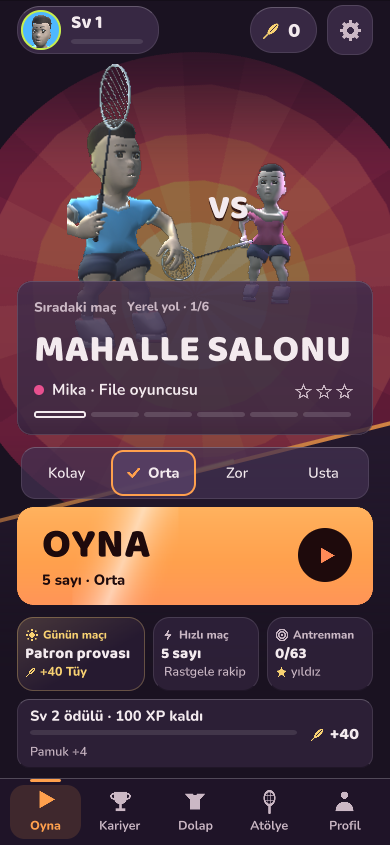 Sv 1
0
VS
Sıradaki maç Yerel yol · 1/6
MAHALLE SALONU
Mika · File oyuncusu
Kolay
Orta
Zor
Usta
OYNA
5 sayı · Orta
Günün maçı
Patron provası
+40 Tüy
Hızlı maç
5 sayı
Rastgele rakip
Antrenman
0/63
yıldız
Sv 2 ödülü · 100 XP kaldı
+40
Pamuk +4
Oyna
Kariyer
Dolap
Atölye
Profil